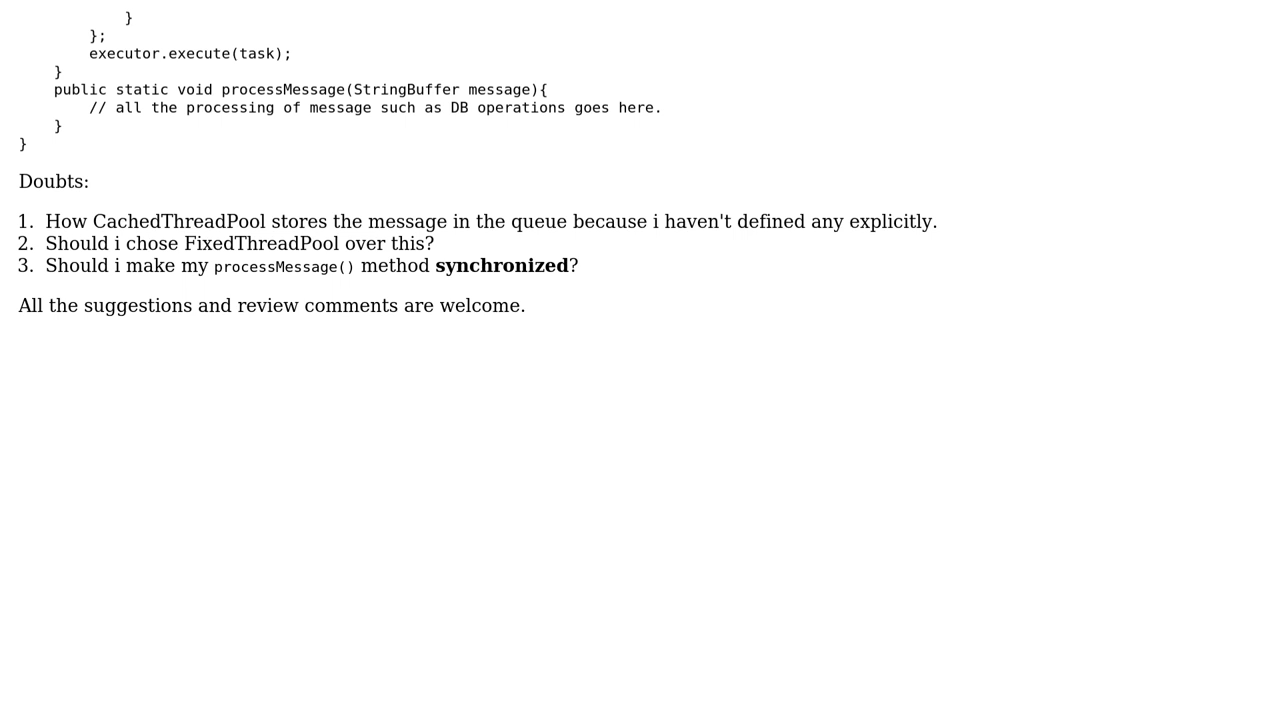 }
        };
        executor.execute(task);
    }
    public static void processMessage(StringBuffer message){
        // all the processing of message such as DB operations goes here.
    }
}
Doubts:
1. How CachedThreadPool stores the message in the queue because i haven't defined any explicitly.
2. Should i chose FixedThreadPool over this?
3. Should i make my processMessage() method synchronized?
All the suggestions and review comments are welcome.